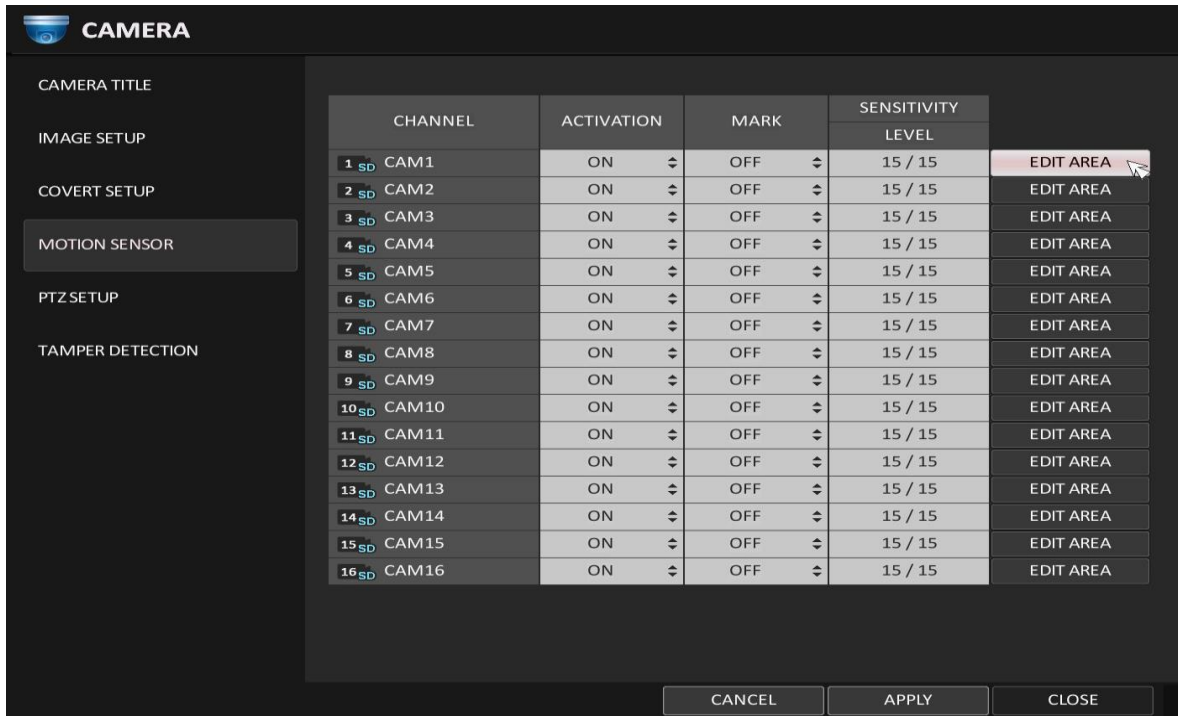 CAMERA
CAMERA TITLE
IMAGE SETUP
COVERT SETUP
MOTION SENSOR
PTZ SETUP
TAMPER DETECTION
CHANNEL ACTIVATION MARK SENSITIVITY
LEVEL
1 SD CAM1 ON OFF 15 / 15 EDIT AREA
2 SD CAM2 ON OFF 15 / 15 EDIT AREA
3 SD CAM3 ON OFF 15 / 15 EDIT AREA
4 SD CAM4 ON OFF 15 / 15 EDIT AREA
5 SD CAM5 ON OFF 15 / 15 EDIT AREA
6 SD CAM6 ON OFF 15 / 15 EDIT AREA
7 SD CAM7 ON OFF 15 / 15 EDIT AREA
8 SD CAM8 ON OFF 15 / 15 EDIT AREA
9 SD CAM9 ON OFF 15 / 15 EDIT AREA
10 SD CAM10 ON OFF 15 / 15 EDIT AREA
11 SD CAM11 ON OFF 15 / 15 EDIT AREA
12 SD CAM12 ON OFF 15 / 15 EDIT AREA
13 SD CAM13 ON OFF 15 / 15 EDIT AREA
14 SD CAM14 ON OFF 15 / 15 EDIT AREA
15 SD CAM15 ON OFF 15 / 15 EDIT AREA
16 SD CAM16 ON OFF 15 / 15 EDIT AREA
CANCEL APPLY CLOSE